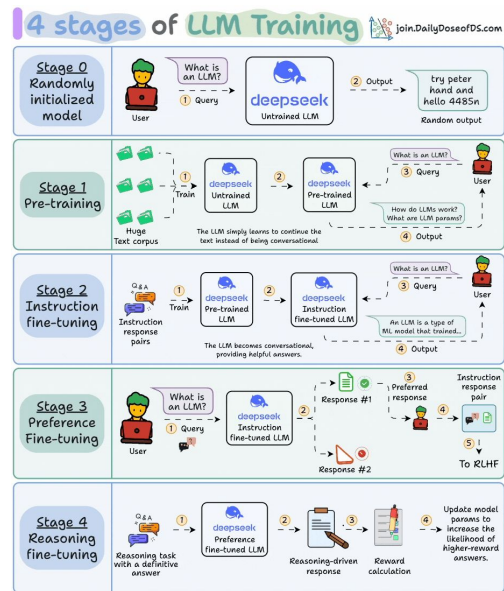 4 stages of LLM Training
join.DailyDoseofDS.com
Stage 0
Randomly
initialized
model
User
What is
an LLM?
1 Query
deepseek
Untrained LLM
2 Output
try peter
hand and
hello 448Sn
Random output
Stage 1
Pre-training
Huge
Text corpus
1
Train
deepseek
Untrained
LLM
2
deepseek
Pre-trained
LLM
The LLM simply learns to continue the
text instead of being conversational
What is an LLM?
3 Query
User
How do LLMs work?
What are LLM params?
4 Output
Stage 2
Instruction
fine-tuning
Q&A
Instruction
response
pairs
1
Train
deepseek
Pre-trained
LLM
2
deepseek
Instruction
fine-tuned LLM
The LLM becomes conversational,
providing helpful answers.
What is an LLM?
3 Query
User
An LLM is a type of
ML model that trained...
4 Output
Stage 3
Preference
Fine-tuning
User
What is
an LLM?
1 Query
deepseek
Instruction
fine-tuned LLM
2
Response #1
Response #2
3
Preferred
response
4
Instruction
response
pair
5
To RLHF
Stage 4
Reasoning
fine-tuning
Q&A
Reasoning task
with a definitive
answer
1
deepseek
Preference
fine-tuned LLM
2
Reasoning-driven
response
3
Reward
calculation
4
Update model
params to
increase the
likelihood of
higher-reward
answers.